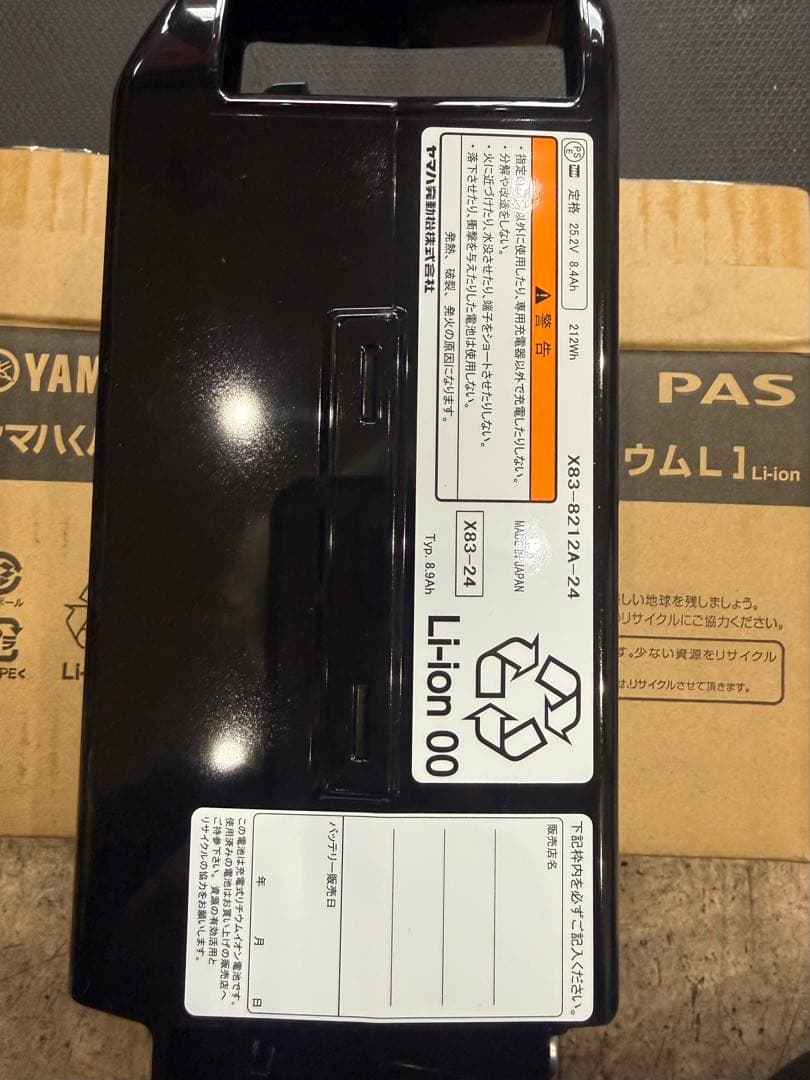 PS
E
定格 25.2V 8.4Ah
212Wh
X83-8212A-24
警告
・指定の 以外に使用したり、専用充電器以外で充電したりしない。
・分解や改造をしない。
・火に近づけたり、水没させたり、端子をショートさせたりしない。
・落下させたり、衝撃を与えたりした電池は使用しない。
発熱、破裂、発火の原因になります。
ヤマハ発動機株式会社
MADE IN JAPAN
X83-24
Typ. 8.9Ah
Li-ion 00
下記枠内を必ずご記入ください。
販売店名
バッテリー販売日
年 月 日
この電池は充電式リチウムイオン電池です。
使用済みの電池はお買い上げの販売店へ
ご持参下さい。資源の有効活用と
リサイクルの協力をお願いします。
YAM
PAS
ヤマハく
ウムL】Li-ion
しい地球を残しましょう。
リサイクルにご協力ください。
す。少ない資源をリサイクル
リサイクルさせて頂きます。
ボール
PEく
Li-